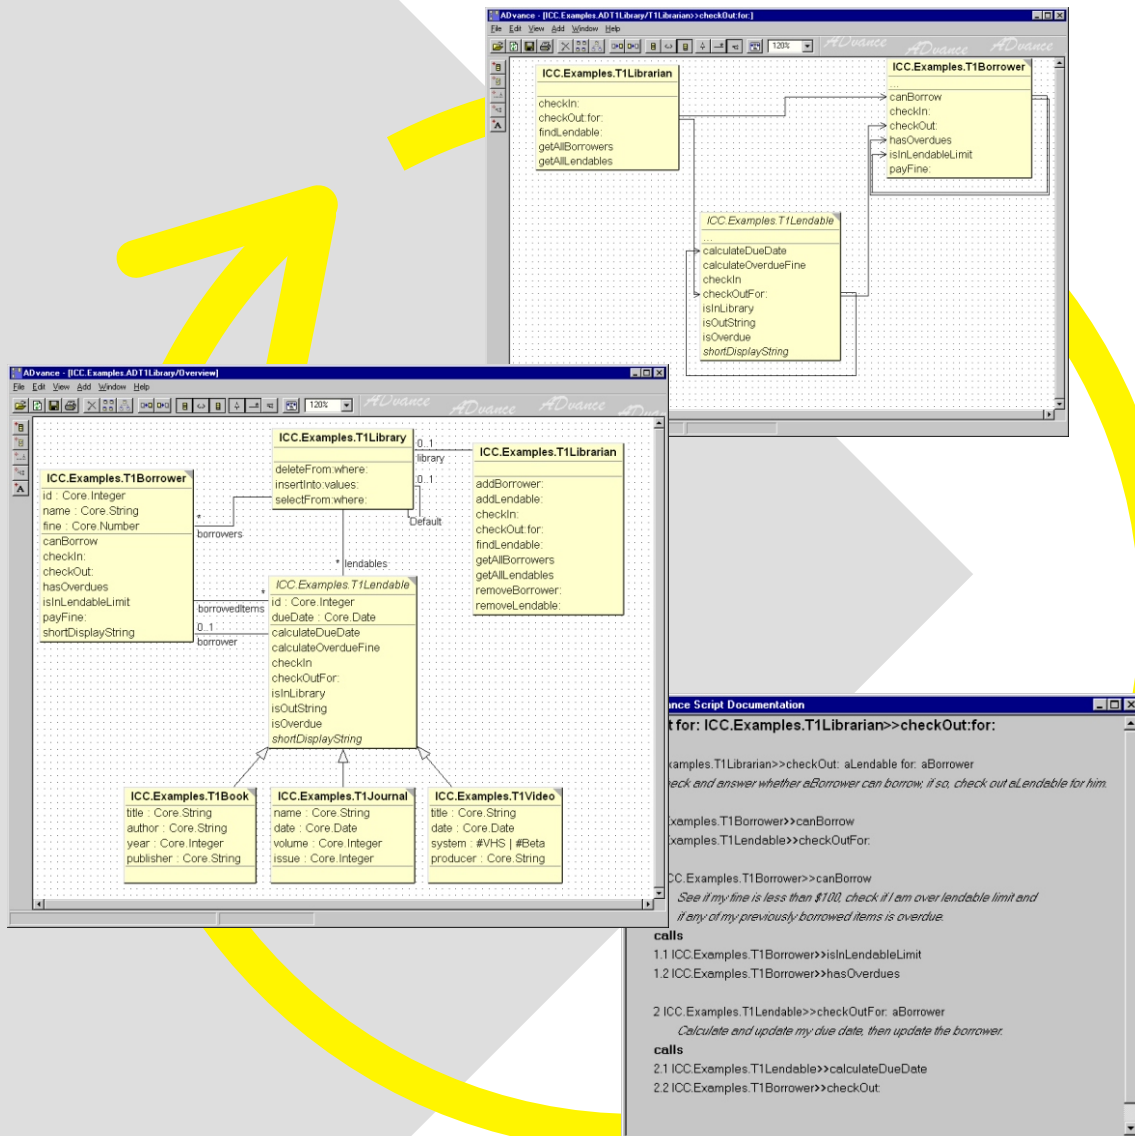 ADvance - [ICC.Examples.ADT1Library/T1Librarian>>checkOut:for:]
File Edit View Add Window Help
120%
ADvance ADvance ADvance
ICC.Examples.T1Librarian
checkIn:
checkOut:for:
findLendable:
getAllBorrowers
getAllLendables
ICC.Examples.T1Borrower
...
canBorrow
checkIn:
checkOut:
hasOverdues
isInLendableLimit
payFine:
ICC.Examples.T1Lendable
...
calculateDueDate
calculateOverdueFine
checkIn
checkOutFor:
isInLibrary
isOutString
isOverdue
shortDisplayString
ADvance - [ICC.Examples.ADT1Library/Overview]
File Edit View Add Window Help
120%
ADvance ADvance ADvance ADvance
ICC.Examples.T1Library
deleteFrom:where:
insertInto:values:
selectFrom:where:
0..1
library
0..1
Default
ICC.Examples.T1Librarian
addBorrower:
addLendable:
checkIn:
checkOut:for:
findLendable:
getAllBorrowers
getAllLendables
removeBorrower:
removeLendable:
ICC.Examples.T1Borrower
id : Core.Integer
name : Core.String
fine : Core.Number
canBorrow
checkIn:
checkOut:
hasOverdues
isInLendableLimit
payFine:
shortDisplayString
*
borrowers
* lendables
*
borrowedItems
0..1
borrower
ICC.Examples.T1Lendable
id : Core.Integer
dueDate : Core.Date
calculateDueDate
calculateOverdueFine
checkIn
checkOutFor:
isInLibrary
isOutString
isOverdue
shortDisplayString
ICC.Examples.T1Book
title : Core.String
author : Core.String
year : Core.Integer
publisher : Core.String
ICC.Examples.T1Journal
name : Core.String
date : Core.Date
volume : Core.Integer
issue : Core.Integer
ICC.Examples.T1Video
title : Core.String
date : Core.Date
system : #VHS | #Beta
producer : Core.String
ance Script Documentation
t for: ICC.Examples.T1Librarian>>checkOut:for:
xamples.T1Librarian>>checkOut: aLendable for: aBorrower
eck and answer whether aBorrower can borrow, if so, check out aLendable for him.
Examples.T1Borrower>>canBorrow
Examples.T1Lendable>>checkOutFor:
CC.Examples.T1Borrower>>canBorrow
See if my fine is less than $100, check if I am over lendable limit and
if any of my previously borrowed items is overdue.
calls
1.1 ICC.Examples.T1Borrower>>isInLendableLimit
1.2 ICC.Examples.T1Borrower>>hasOverdues
2 ICC.Examples.T1Lendable>>checkOutFor: aBorrower
Calculate and update my due date, then update the borrower.
calls
2.1 ICC.Examples.T1Lendable>>calculateDueDate
2.2 ICC.Examples.T1Borrower>>checkOut: